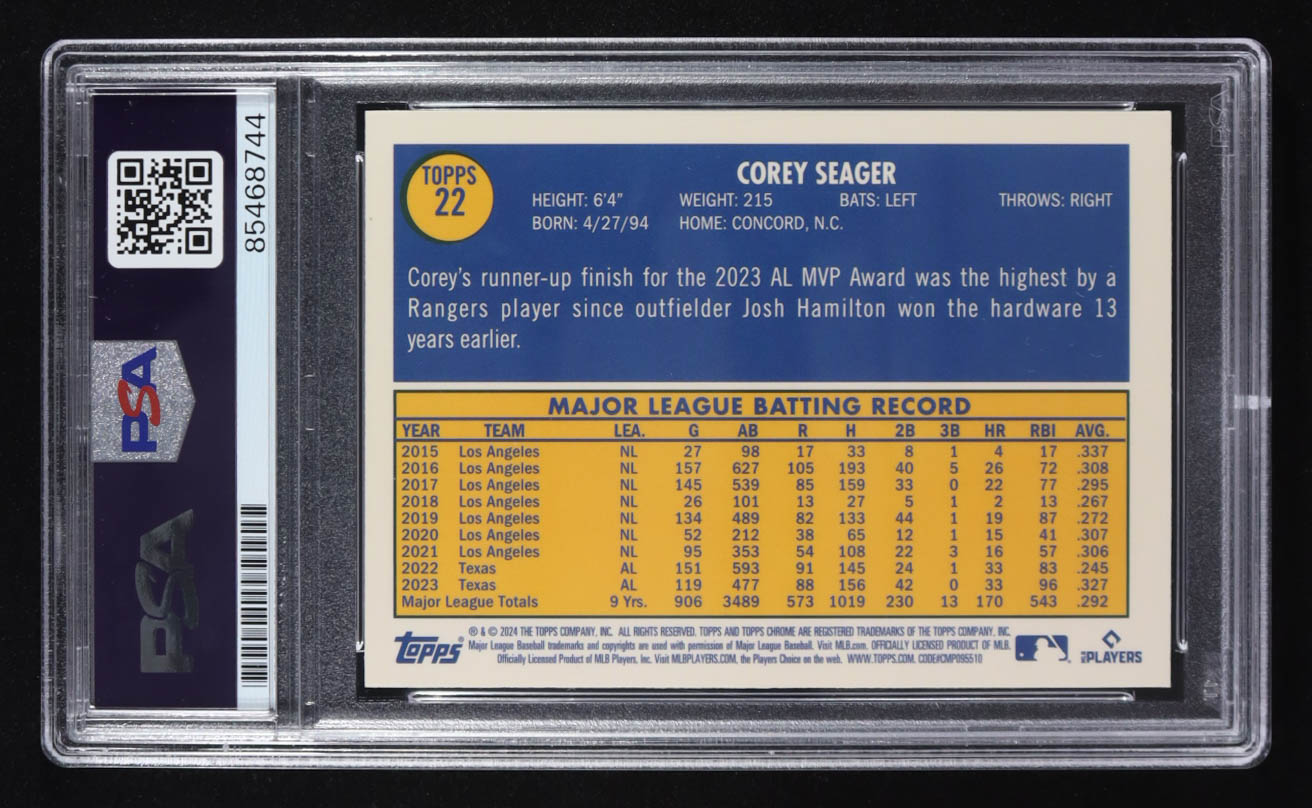 85468744
PSA
PSA
TOPPS
22
COREY SEAGER
HEIGHT: 6'4" WEIGHT: 215 BATS: LEFT THROWS: RIGHT
BORN: 4/27/94 HOME: CONCORD, N.C.
Corey's runner-up finish for the 2023 AL MVP Award was the highest by a
Rangers player since outfielder Josh Hamilton won the hardware 13
years earlier.
MAJOR LEAGUE BATTING RECORD
YEAR TEAM LEA. G AB R H 2B 3B HR RBI AVG.
2015 Los Angeles NL 27 98 17 33 8 1 4 17 .337
2016 Los Angeles NL 157 627 105 193 40 5 26 72 .308
2017 Los Angeles NL 145 539 85 159 33 0 22 77 .295
2018 Los Angeles NL 26 101 13 27 5 1 2 13 .267
2019 Los Angeles NL 134 489 82 133 44 1 19 87 .272
2020 Los Angeles NL 52 212 38 65 12 1 15 41 .307
2021 Los Angeles NL 95 353 54 108 22 3 16 57 .306
2022 Texas AL 151 593 91 145 24 1 33 83 .245
2023 Texas AL 119 477 88 156 42 0 33 96 .327
Major League Totals 9 Yrs. 906 3489 573 1019 230 13 170 543 .292
Topps®
® & © 2024 THE TOPPS COMPANY, INC. ALL RIGHTS RESERVED. TOPPS AND TOPPS CHROME ARE REGISTERED TRADEMARKS OF THE TOPPS COMPANY, INC.
Major League Baseball trademarks and copyrights are used with permission of Major League Baseball. Visit MLB.com. OFFICIALLY LICENSED PRODUCT OF MLB.
Officially Licensed Product of MLB Players, Inc. Visit MLBPLAYERS.COM, the Players Choice on the web. WWW.TOPPS.COM. CODE#CMP095510
PLAYERS